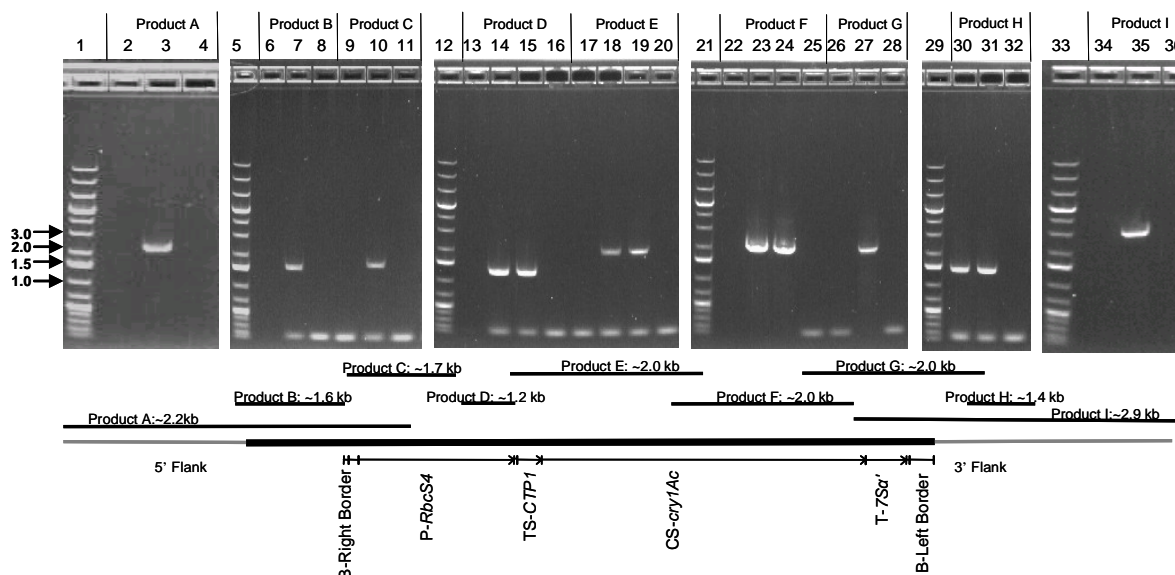 Product A Product B Product C Product D Product E Product F Product G Product H Product I
1 2 3 4 5 6 7 8 9 10 11 12 13 14 15 16 17 18 19 20 21 22 23 24 25 26 27 28 29 30 31 32 33 34 35
3.0
2.0
1.5
1.0
Product C: ~1.7 kb Product E: ~2.0 kb Product G: ~2.0 kb
Product B: ~1.6 kb Product D: ~1.2 kb Product F: ~2.0 kb Product H: ~1.4 kb
Product A:~2.2kb Product I:~2.9 kb
5' Flank 3' Flank
B-Right Border
P-RbcS4
TS-CTP1
CS-cry1Ac
T-7Sα'
B-Left Border